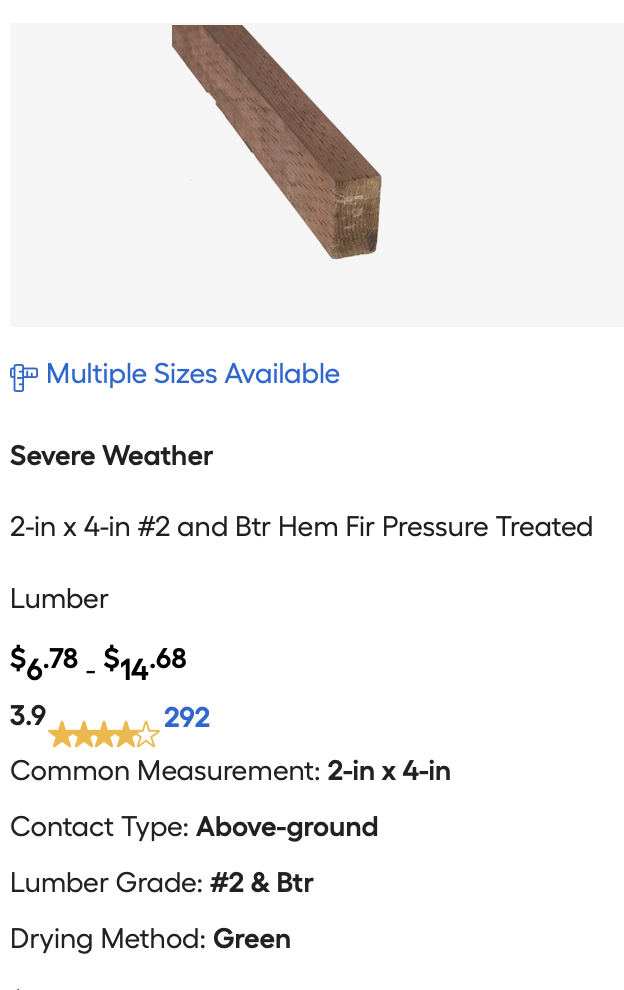 Multiple Sizes Available
Severe Weather
2-in x 4-in #2 and Btr Hem Fir Pressure Treated
Lumber
$6.78 - $14.68
3.9 292
Common Measurement: 2-in x 4-in
Contact Type: Above-ground
Lumber Grade: #2 & Btr
Drying Method: Green